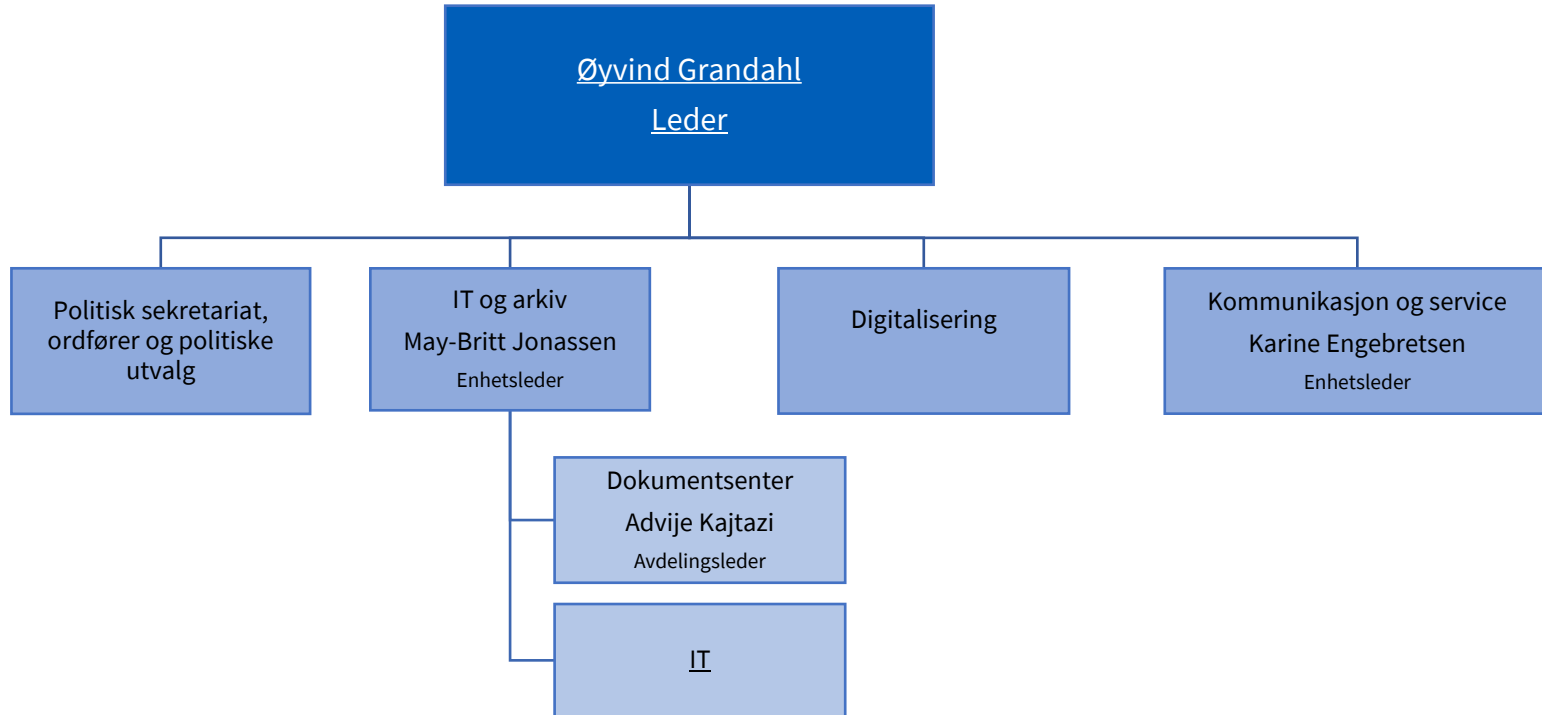 Øyvind Grandahl
Leder
Politisk sekretariat,
ordfører og politiske
utvalg
IT og arkiv
May-Britt Jonassen
Enhetsleder
Digitalisering
Kommunikasjon og service
Karine Engebretsen
Enhetsleder
Dokumentsenter
Advije Kajtazi
Avdelingsleder
IT